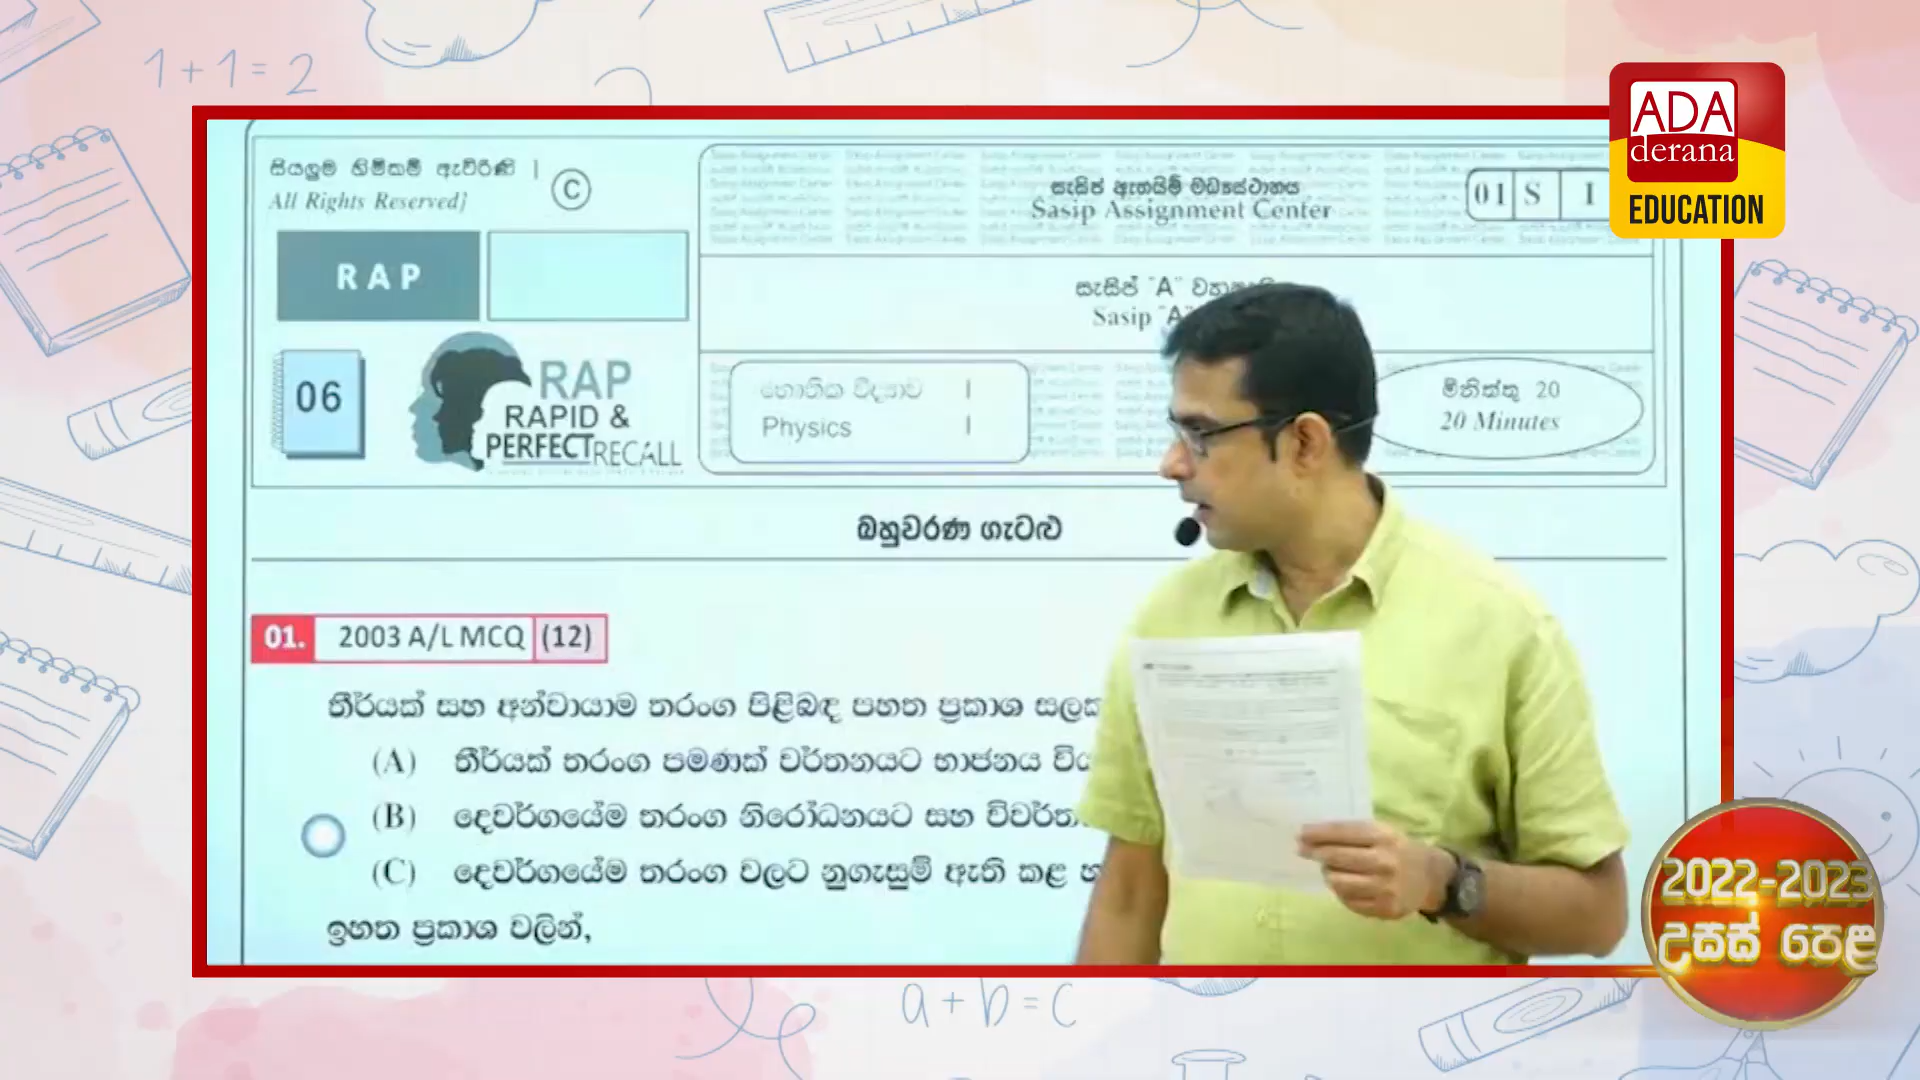 1+1=2
ADA
derana
EDUCATION
සියලුම හිමිකම් ඇවිරිණි ]
All Rights Reserved]
C
සැසිප් ඇගයීම් මධ්‍යස්ථානය
Sasip Assignment Center
01 S I
RAP
සැසිප් "A"
Sasip "A"
06
RAP
RAPID &
PERFECT RECALL
භෞතික විද්‍යාව I
Physics I
මිනිත්තු 20
20 Minutes
බහුවරණ ගැටළු
01. 2003 A/L MCQ (12)
තීර්යක් සහ අන්වායාම තරංග පිළිබඳ පහත ප්‍රකාශ
(A) තීර්යක් තරංග පමණක් වර්තනයට භාජනය
(B) දෙවර්ගයේම තරංග නිරෝධනයට සහ
(C) දෙවර්ගයේම තරංග වලට නුගැසුම් ඇති කළ
ඉහත ප්‍රකාශ වලින්,
2022-2023
උසස් පෙළ
a+b=c